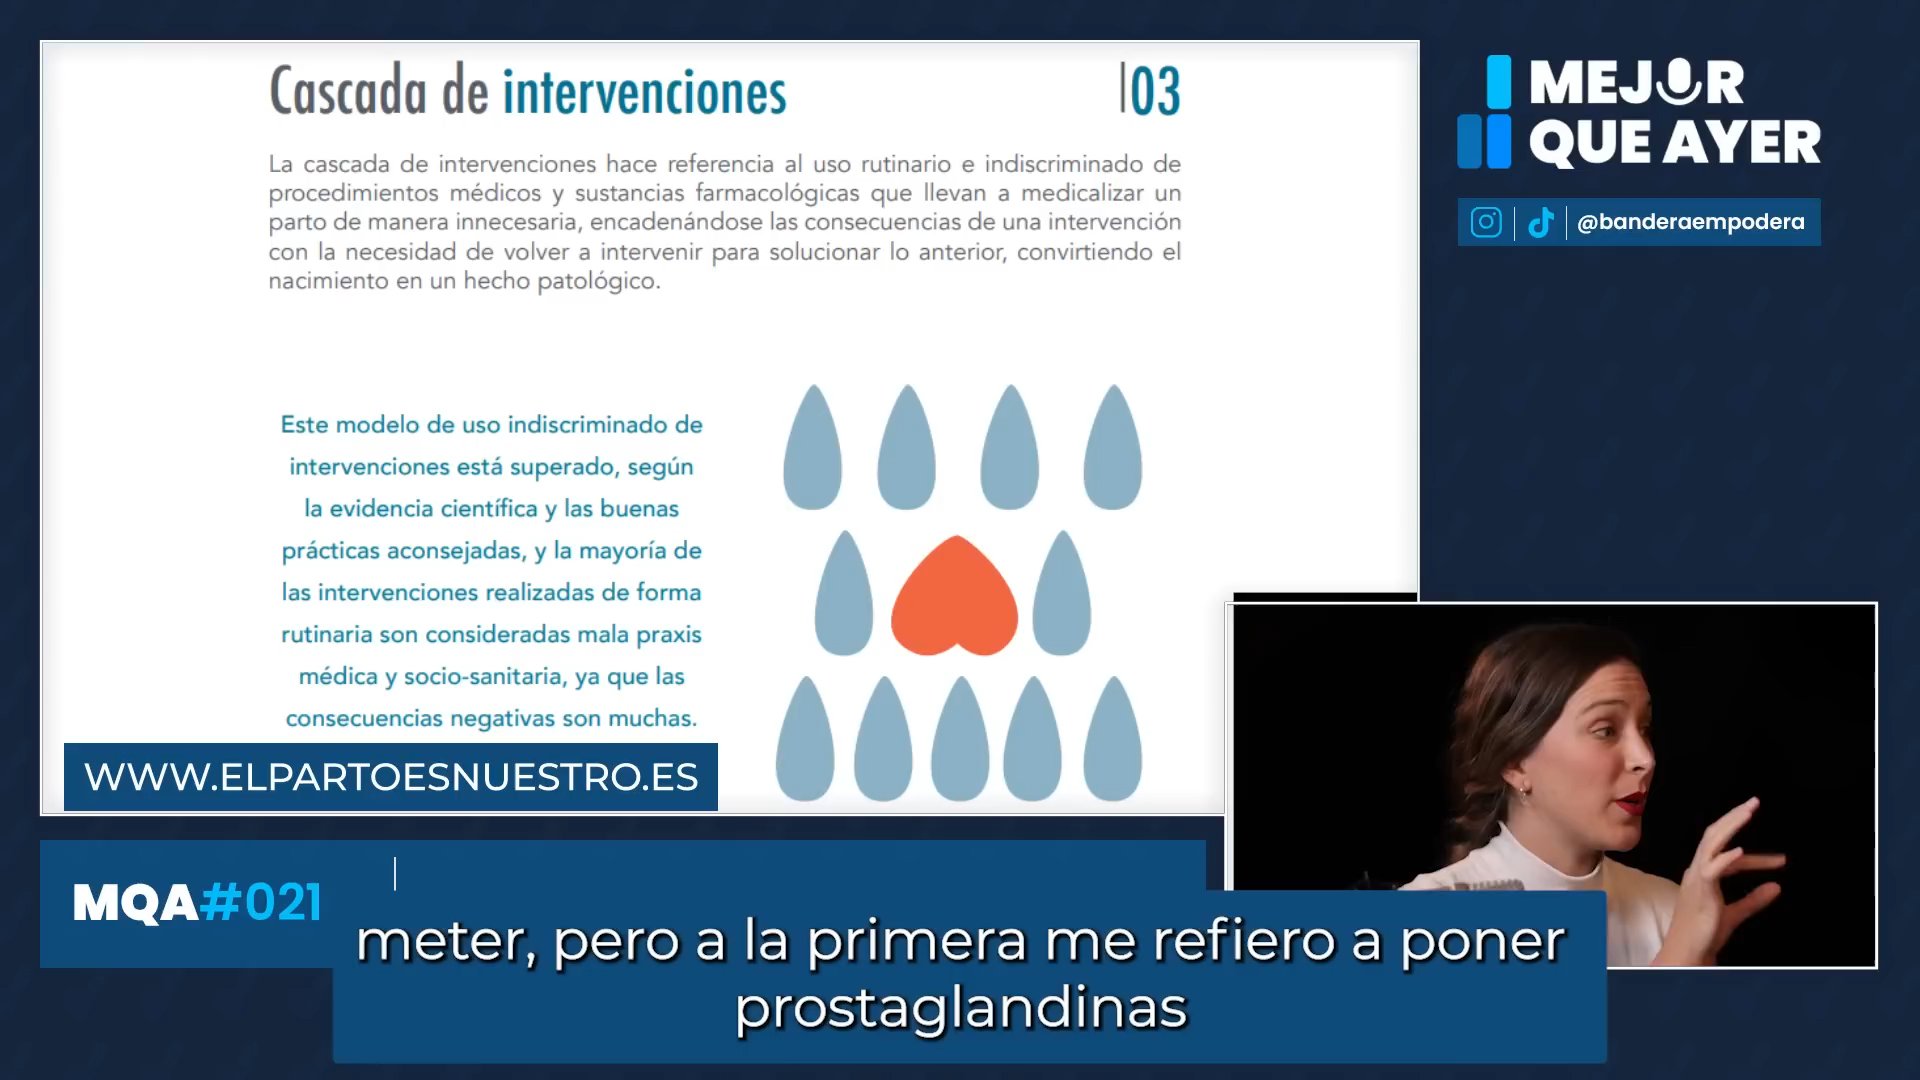 Cascada de intervenciones
|03
La cascada de intervenciones hace referencia al uso rutinario e indiscriminado de
procedimientos médicos y sustancias farmacológicas que llevan a medicalizar un
parto de manera innecesaria, encadenándose las consecuencias de una intervención
con la necesidad de volver a intervenir para solucionar lo anterior, convirtiendo el
nacimiento en un hecho patológico.
Este modelo de uso indiscriminado de
intervenciones está superado, según
la evidencia científica y las buenas
prácticas aconsejadas, y la mayoría de
las intervenciones realizadas de forma
rutinaria son consideradas mala praxis
médica y socio-sanitaria, ya que las
consecuencias negativas son muchas.
WWW.ELPARTOESNUESTRO.ES
MEJOR
QUE AYER
@banderaempodera
MQA#021
meter, pero a la primera me refiero a poner
prostaglandinas